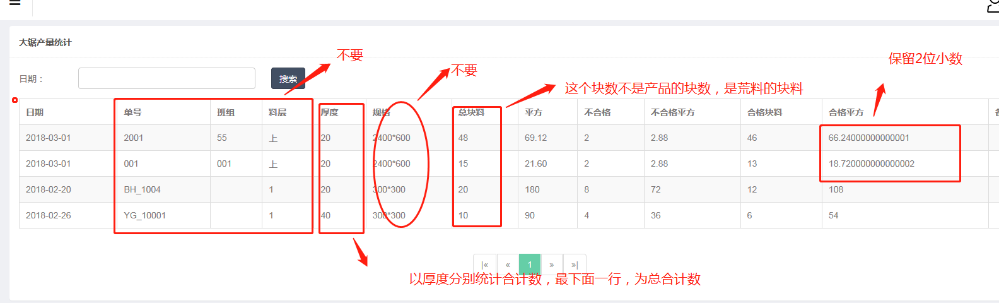 大锯产量统计
不要
不要
保留2位小数
日期： 搜索
这个块数不是产品的块数，是荒料的块料
日期 单号 班组 料层 厚度 规格 总块料 平方 不合格 不合格平方 合格块料 合格平方
2018-03-01 2001 55 上 20 2400*600 48 69.12 2 2.88 46 66.24000000000001
2018-03-01 001 001 上 20 2400*600 15 21.60 2 2.88 13 18.720000000000002
2018-02-20 BH_1004 1 20 300*300 20 180 8 72 12 108
2018-02-26 YG_10001 1 40 300*300 10 90 4 36 6 54
|« « 1 » »|
以厚度分别统计合计数，最下面一行，为总合计数